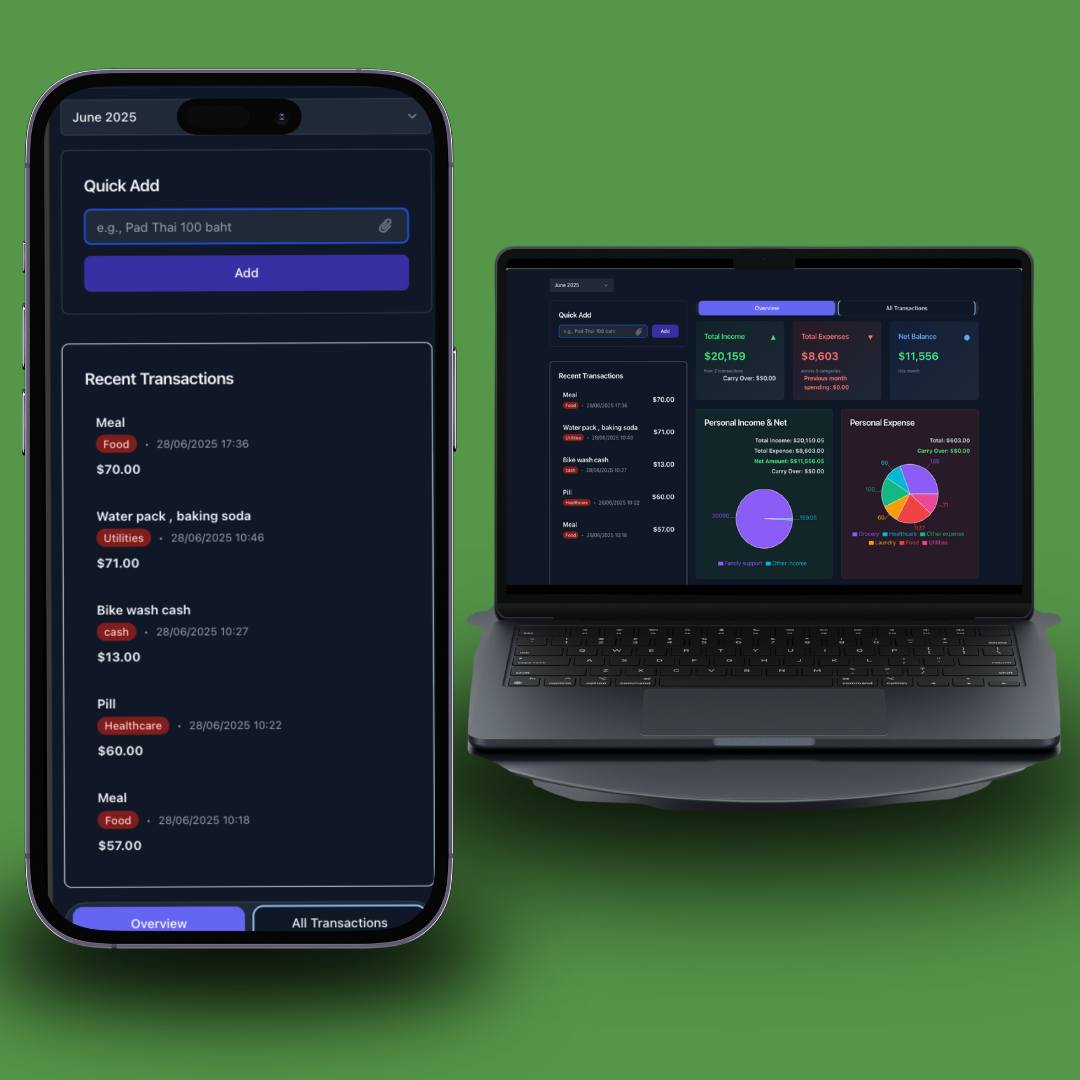 June 2025
Quick Add
e.g., Pad Thai 100 baht
Add
Recent Transactions
Meal
Food • 28/06/2025 17:36
$70.00
Water pack , baking soda
Utilities • 28/06/2025 10:46
$71.00
Bike wash cash
cash • 28/06/2025 10:27
$13.00
Pill
Healthcare • 28/06/2025 10:22
$60.00
Meal
Food • 28/06/2025 10:18
$57.00
Overview All Transactions
June 2025
Quick Add
e.g., Pad Thai 100 baht Add
Recent Transactions
Meal
Food • 28/06/2025 17:36
$70.00
Water pack , baking soda
Utilities • 28/06/2025 10:46
$71.00
Bike wash cash
cash • 28/06/2025 10:27
$13.00
Pill
Healthcare • 28/06/2025 10:22
$60.00
Meal
Food • 28/06/2025 10:18
$57.00
Overview All Transactions
Total Income
$20,159
from 2 transactions
Carry Over: $$0.00
Total Expenses
$8,603
across 6 categories
Previous month
spending: $0.00
Net Balance
$11,556
this month
Personal Income & Net
Total Income: $20,159.05
Total Expense: $8,603.00
Net Amount: $$11,556.05
Carry Over: $$0.00
159.05
Family support Other income
Personal Expense
Total: $603.00
Carry Over: $$0.00
100
60
71
Grocery Healthcare Other expense
Laundry Food Utilities
Q W E R T Y U I O P
A S D F G H J K L
Z X C V B N M
control option command command option